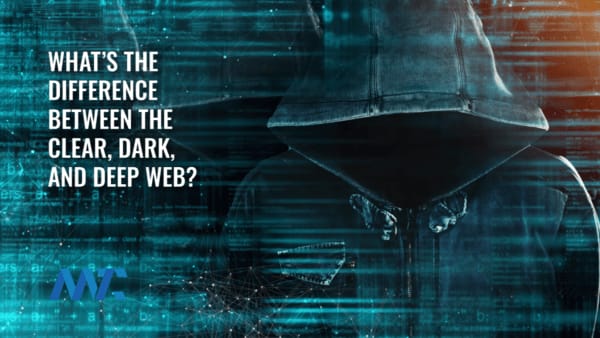 WHAT'S THE
DIFFERENCE
BETWEEN THE
CLEAR, DARK,
AND DEEP WEB?